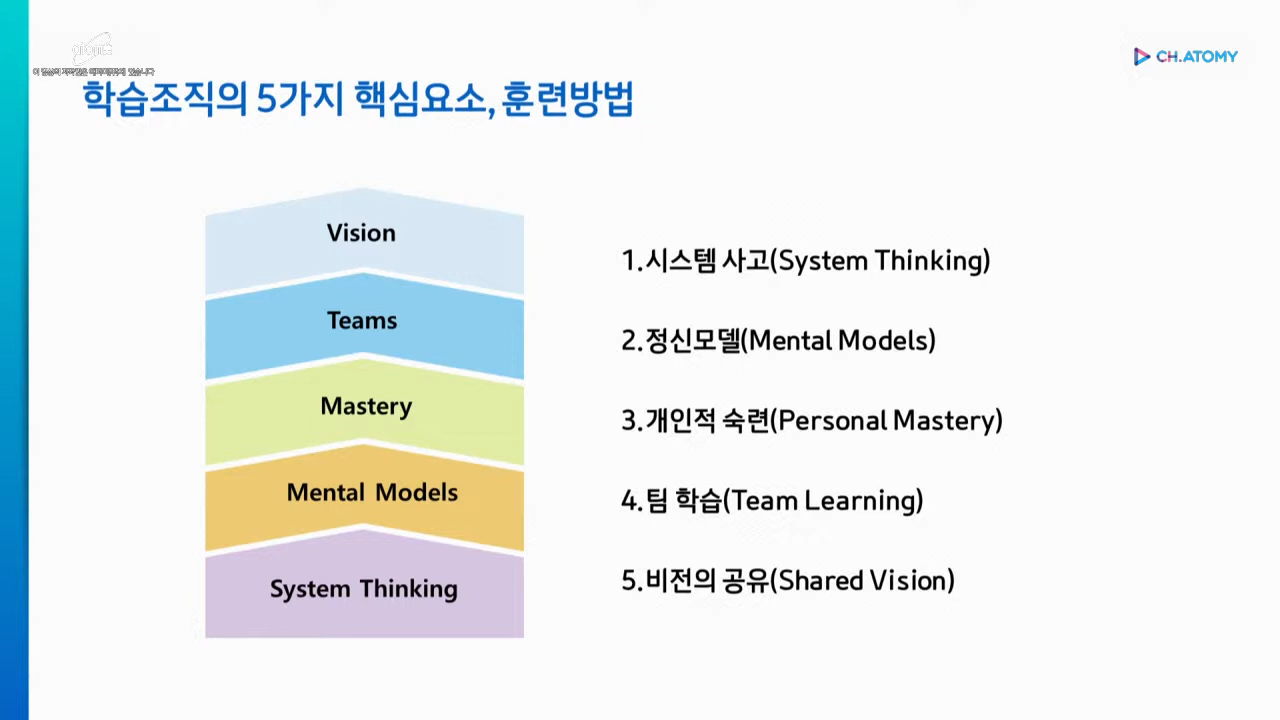 CH.ATOMY
학습조직의 5가지 핵심요소, 훈련방법
Vision
Teams
Mastery
Mental Models
System Thinking
1.시스템 사고(System Thinking)
2.정신모델(Mental Models)
3.개인적 숙련(Personal Mastery)
4.팀 학습(Team Learning)
5.비전의 공유(Shared Vision)